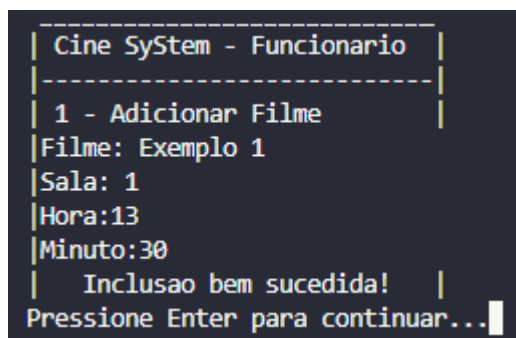 ____________________________
| Cine SyStem - Funcionario  |
|----------------------------|
| 1 - Adicionar Filme        |
|Filme: Exemplo 1
|Sala: 1
|Hora:13
|Minuto:30
|   Inclusao bem sucedida!   |
Pressione Enter para continuar...